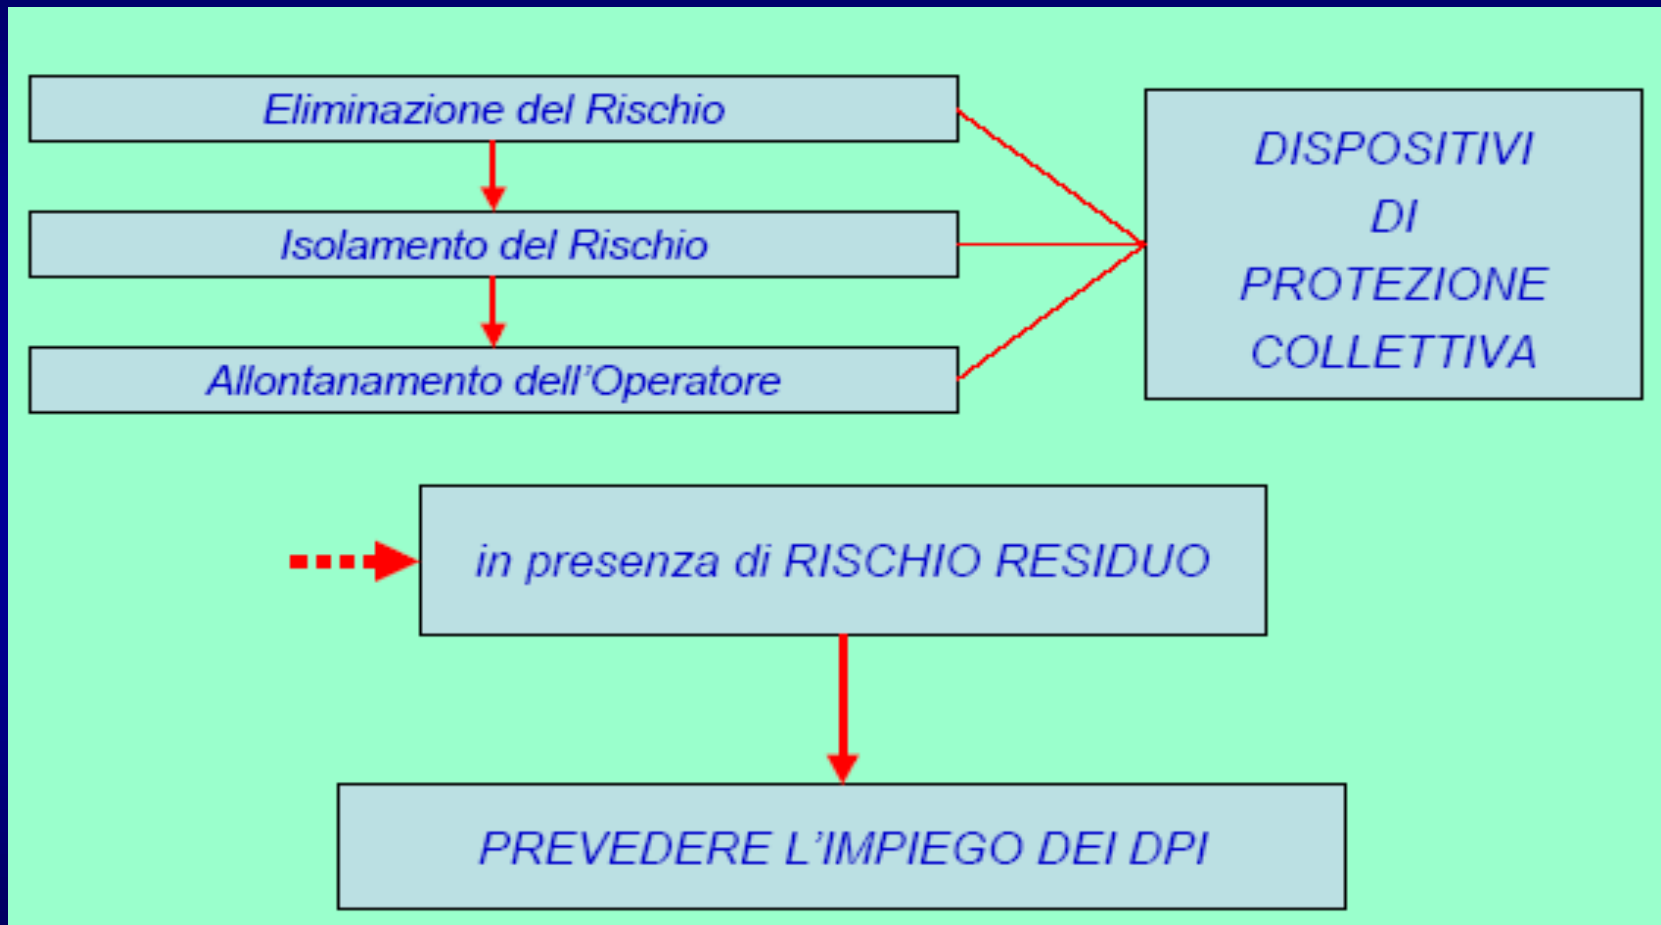 Eliminazione del Rischio
Isolamento del Rischio
Allontanamento dell'Operatore
DISPOSITIVI
DI
PROTEZIONE
COLLETTIVA
in presenza di RISCHIO RESIDUO
PREVEDERE L'IMPIEGO DEI DPI